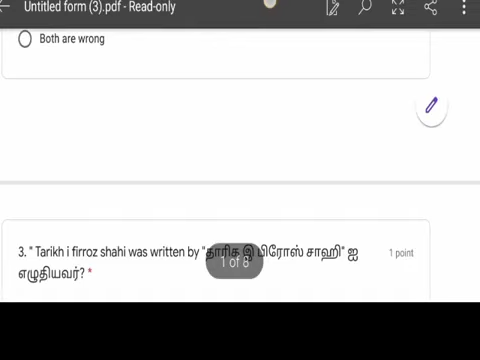 Untitled form (3).pdf - Read-only
Both are wrong
3. " Tarikh i firroz shahi was written by "தாரிக இ பிரோஸ் சாஹி" ஐ
1 point
எழுதியவர்? *
1 of 8